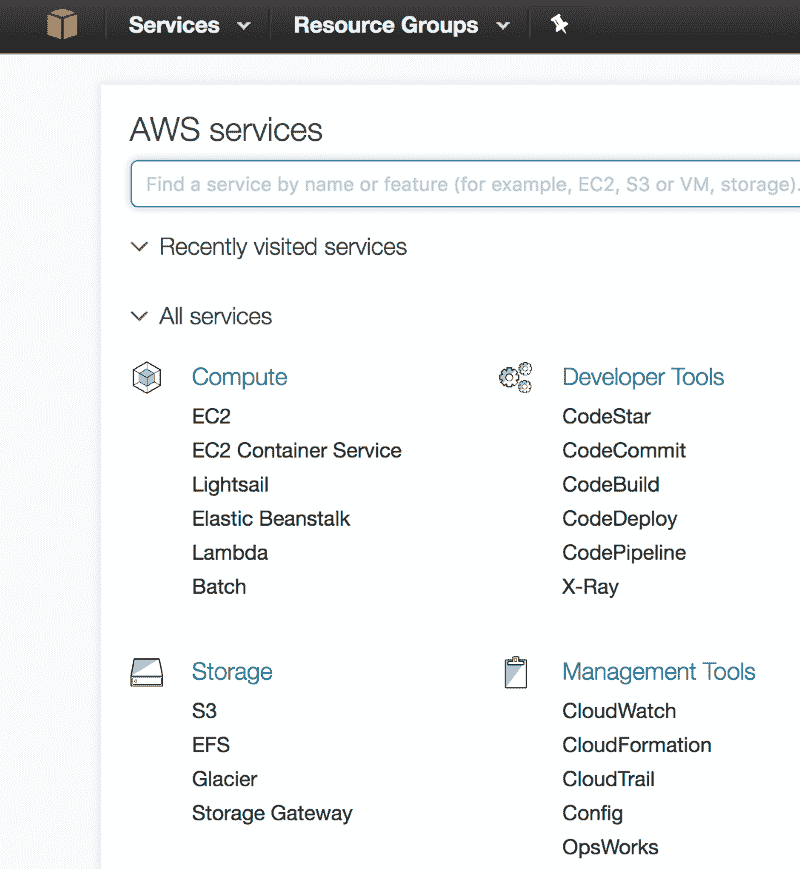 Services
Resource Groups
AWS services
Find a service by name or feature (for example, EC2, S3 or VM, storage).
Recently visited services
All services
Compute
EC2
EC2 Container Service
Lightsail
Elastic Beanstalk
Lambda
Batch
Developer Tools
CodeStar
CodeCommit
CodeBuild
CodeDeploy
CodePipeline
X-Ray
Storage
S3
EFS
Glacier
Storage Gateway
Management Tools
CloudWatch
CloudFormation
CloudTrail
Config
OpsWorks